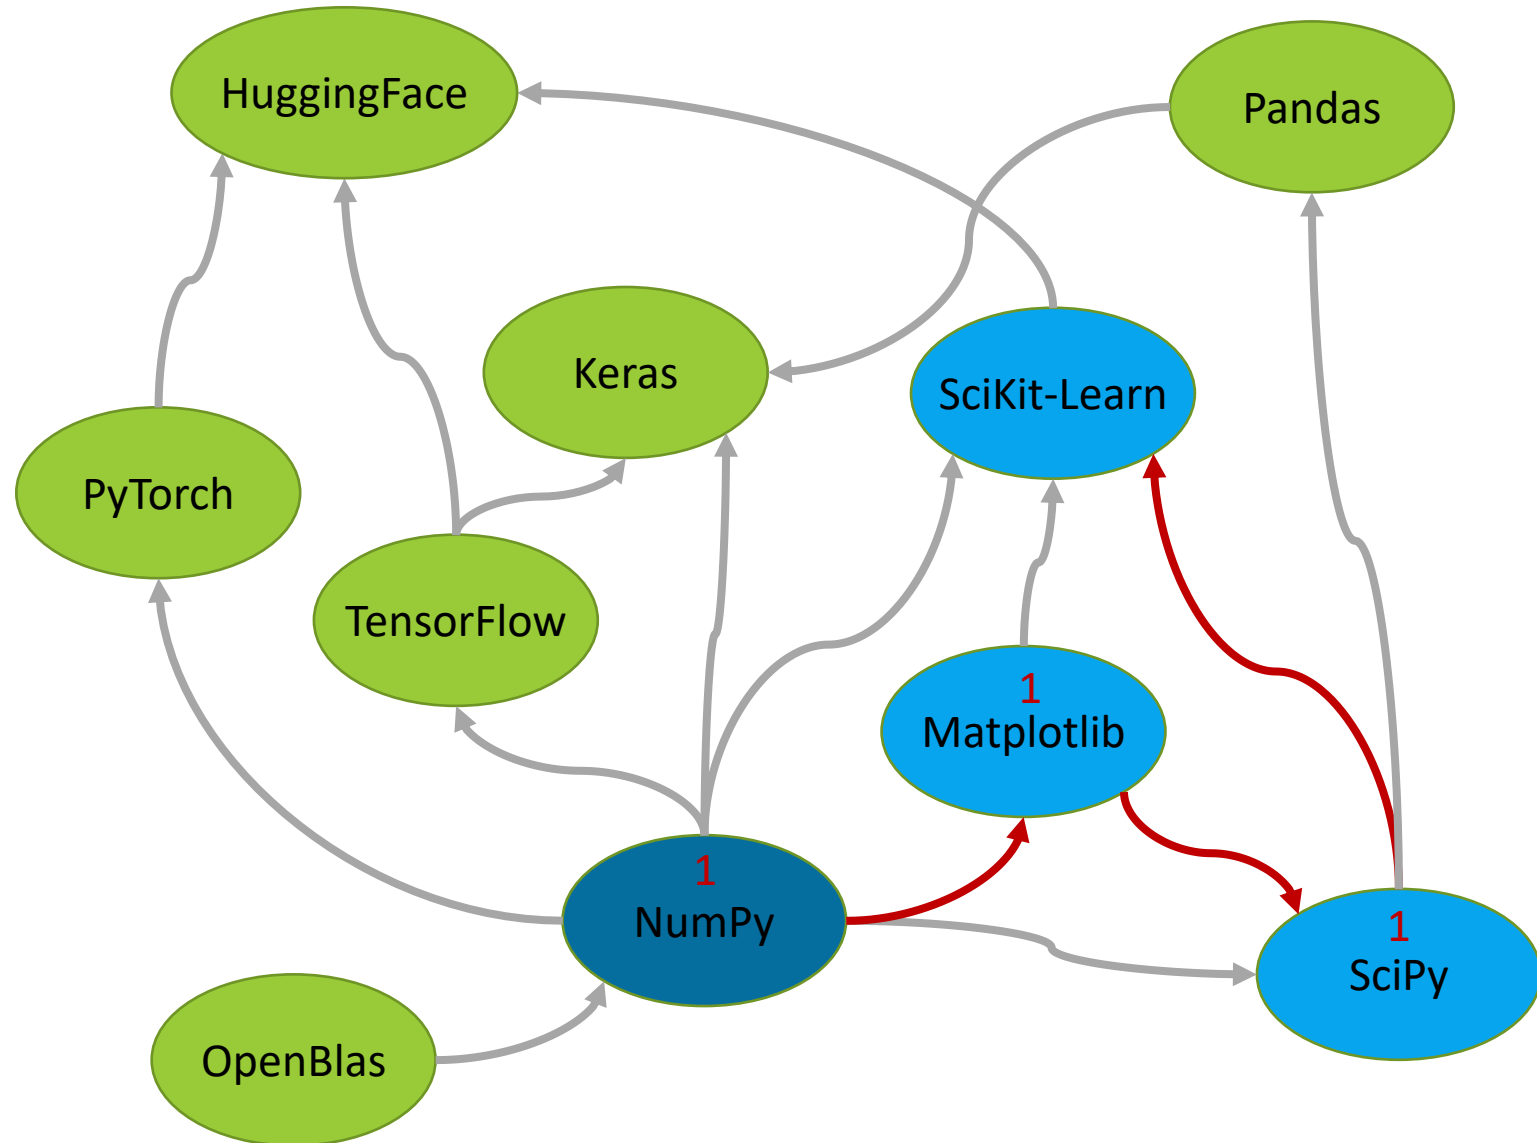 HuggingFace
Pandas
Keras
SciKit-Learn
PyTorch
TensorFlow
1
Matplotlib
1
NumPy
1
SciPy
OpenBlas